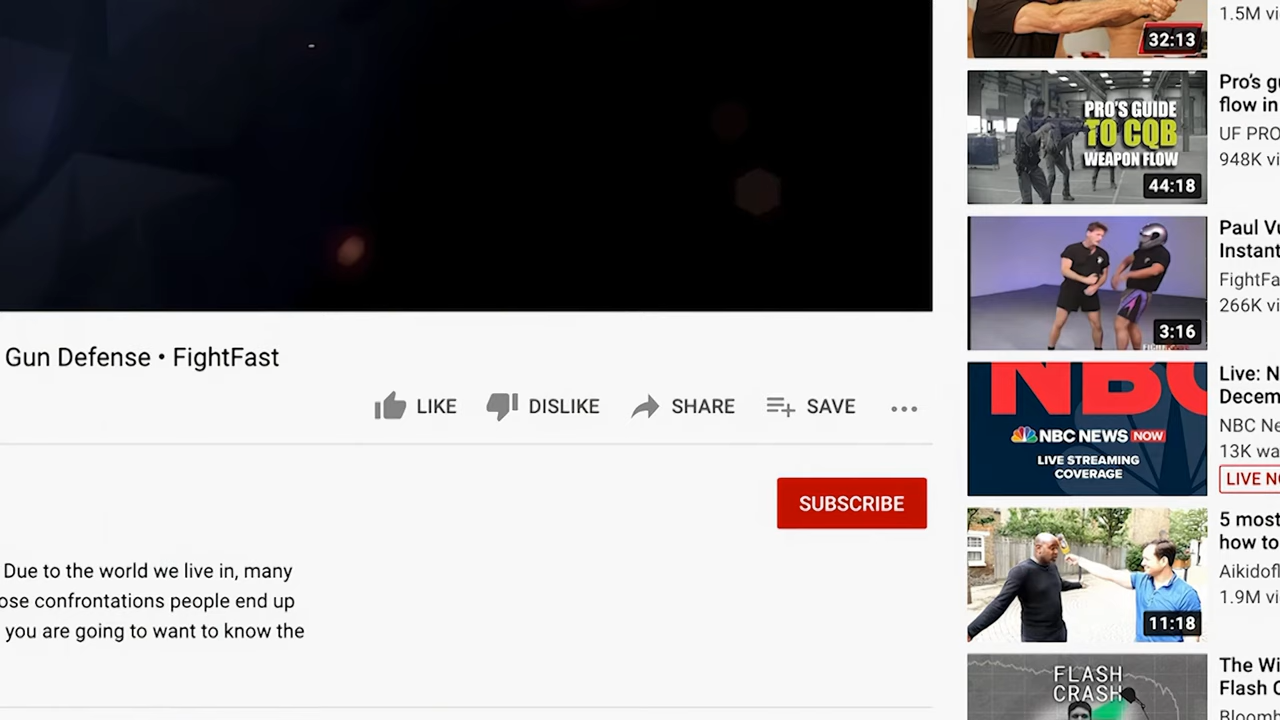 Gun Defense • FightFast
LIKE
DISLIKE
SHARE
SAVE
SUBSCRIBE
Due to the world we live in, many
ose confrontations people end up
you are going to want to know the
32:13
1.5M vi
PRO'S GUIDE
TO CQB
WEAPON FLOW
44:18
Pro's gu
flow in
UF PRO
948K vi
3:16
Paul Vu
Instant
FightFa
266K vi
NBC
NBC NEWS NOW
LIVE STREAMING
COVERAGE
Live: N
Decem
NBC Ne
13K wa
LIVE NO
11:18
5 most
how to
Aikidofl
1.9M vi
FLASH
CRASH
The Wi
Flash C
Bloomb